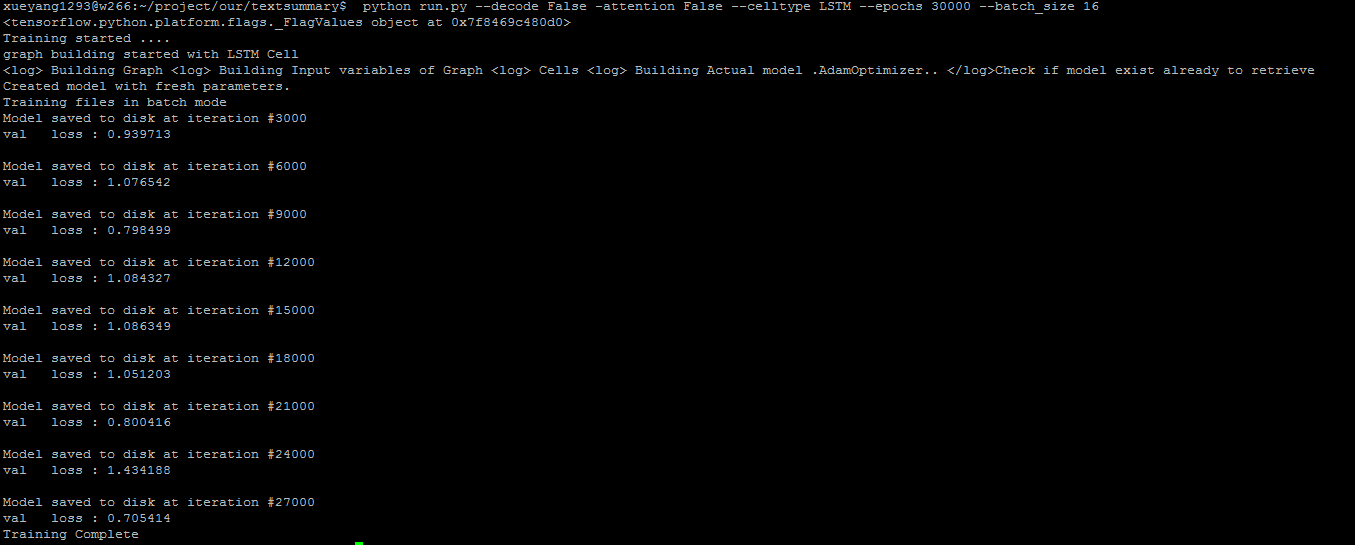 xueyang1293@w266:~/project/our/textsummary$  python run.py --decode False -attention False --celltype LSTM --epochs 30000 --batch_size 16
<tensorflow.python.platform.flags._FlagValues object at 0x7f8469c480d0>
Training started ....
graph building started with LSTM Cell
<log> Building Graph <log> Building Input variables of Graph <log> Cells <log> Building Actual model .AdamOptimizer.. </log>Check if model exist already to retrieve
Created model with fresh parameters.
Training files in batch mode
Model saved to disk at iteration #3000
val   loss : 0.939713
Model saved to disk at iteration #6000
val   loss : 1.076542
Model saved to disk at iteration #9000
val   loss : 0.798499
Model saved to disk at iteration #12000
val   loss : 1.084327
Model saved to disk at iteration #15000
val   loss : 1.086349
Model saved to disk at iteration #18000
val   loss : 1.051203
Model saved to disk at iteration #21000
val   loss : 0.800416
Model saved to disk at iteration #24000
val   loss : 1.434188
Model saved to disk at iteration #27000
val   loss : 0.705414
Training Complete